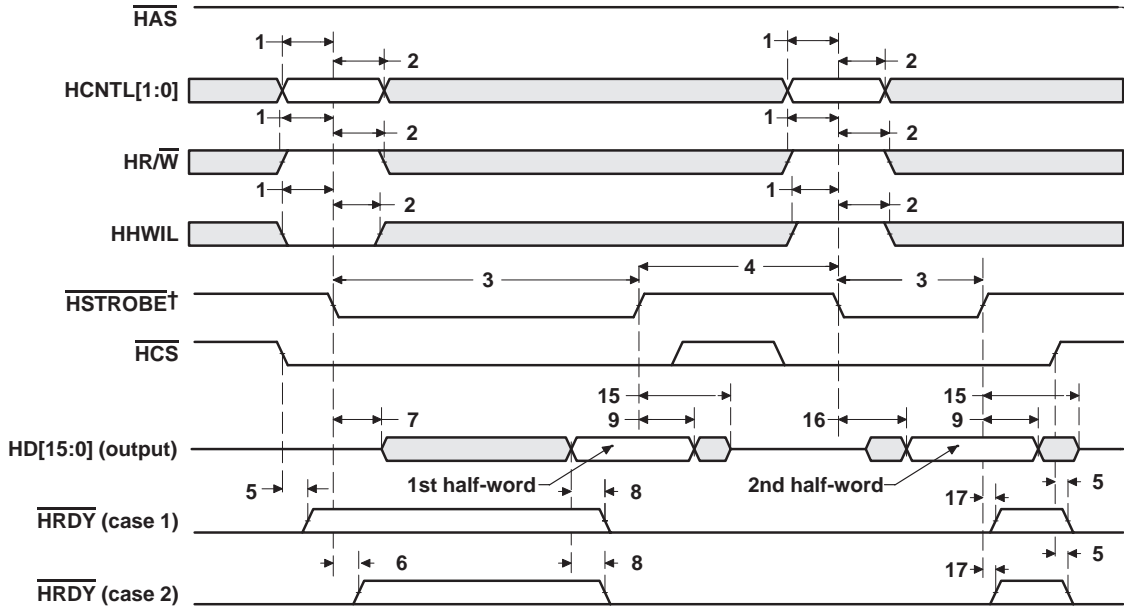 HAS
1 1
2 2
HCNTL[1:0]
1 2 1 2
HR/W
1 2 1 2
HHWIL
3 4 3
HSTROBE†
HCS
15 15
7 9 16 9
HD[15:0] (output)
1st half-word 2nd half-word
5 8 17 5
HRDY (case 1)
6 8 17 5
HRDY (case 2)